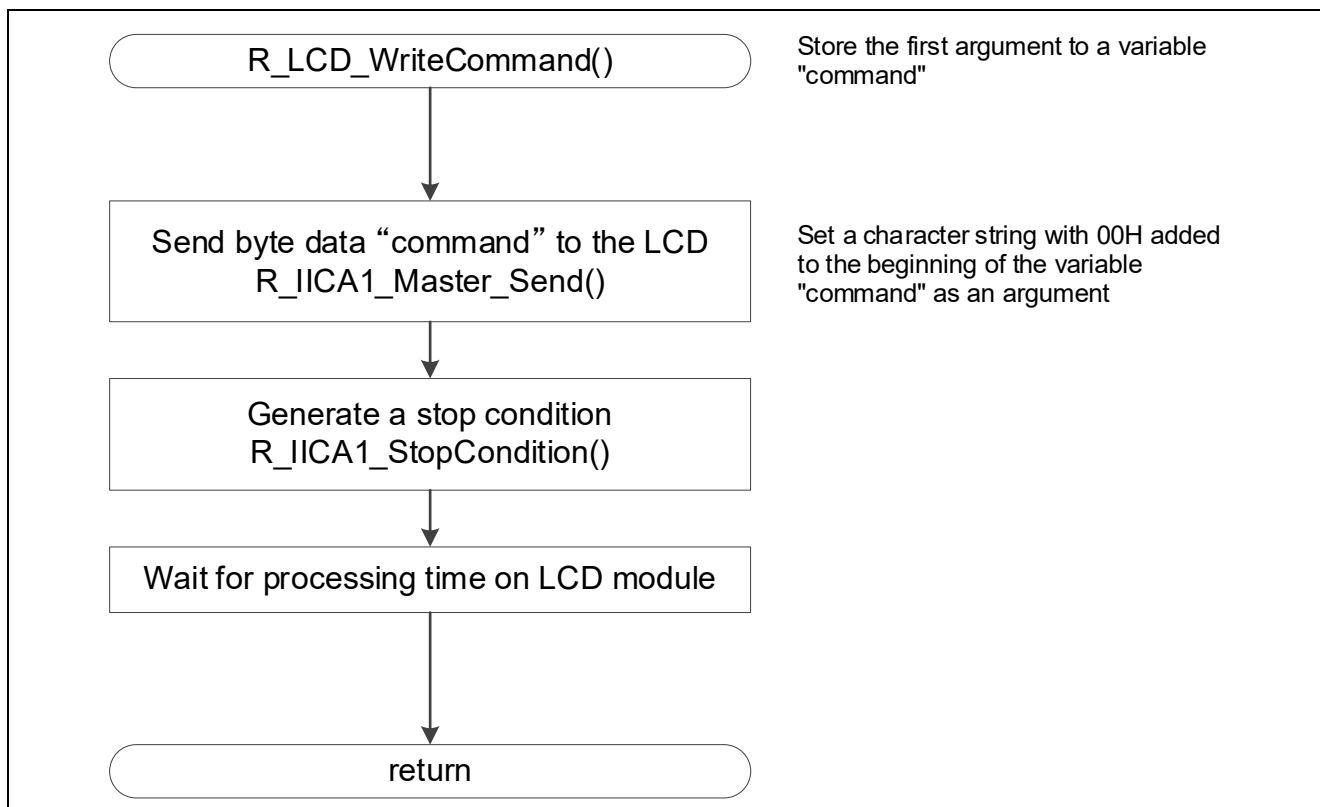 R_LCD_WriteCommand()
Store the first argument to a variable
"command"
Send byte data “command” to the LCD
R_IICA1_Master_Send()
Set a character string with 00H added
to the beginning of the variable
"command" as an argument
Generate a stop condition
R_IICA1_StopCondition()
Wait for processing time on LCD module
return